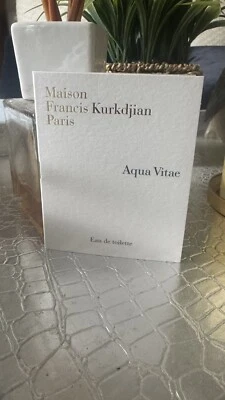 Maison
Francis Kurkdjian
Paris
Aqua Vitae
Eau de toilette